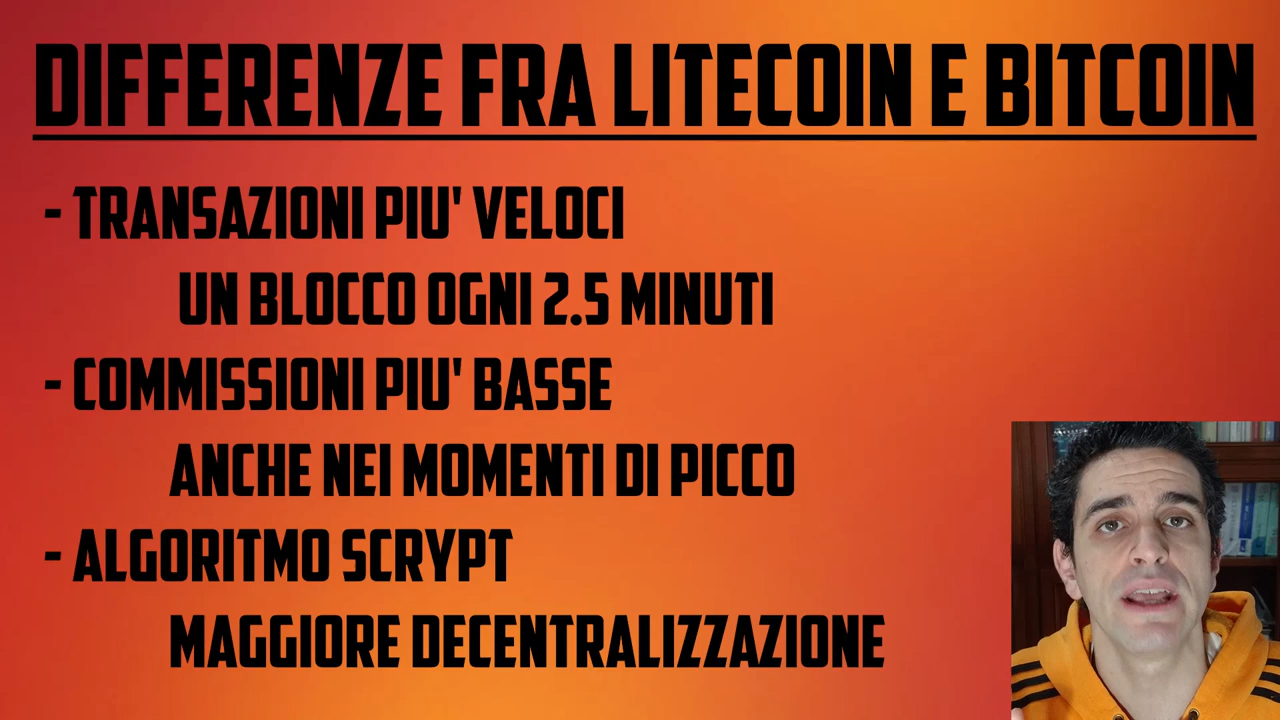 DIFFERENZE FRA LITECOIN E BITCOIN
- TRANSAZIONI PIU' VELOCI
UN BLOCCO OGNI 2.5 MINUTI
- COMMISSIONI PIU' BASSE
ANCHE NEI MOMENTI DI PICCO
- ALGORITMO SCRYPT
MAGGIORE DECENTRALIZZAZIONE